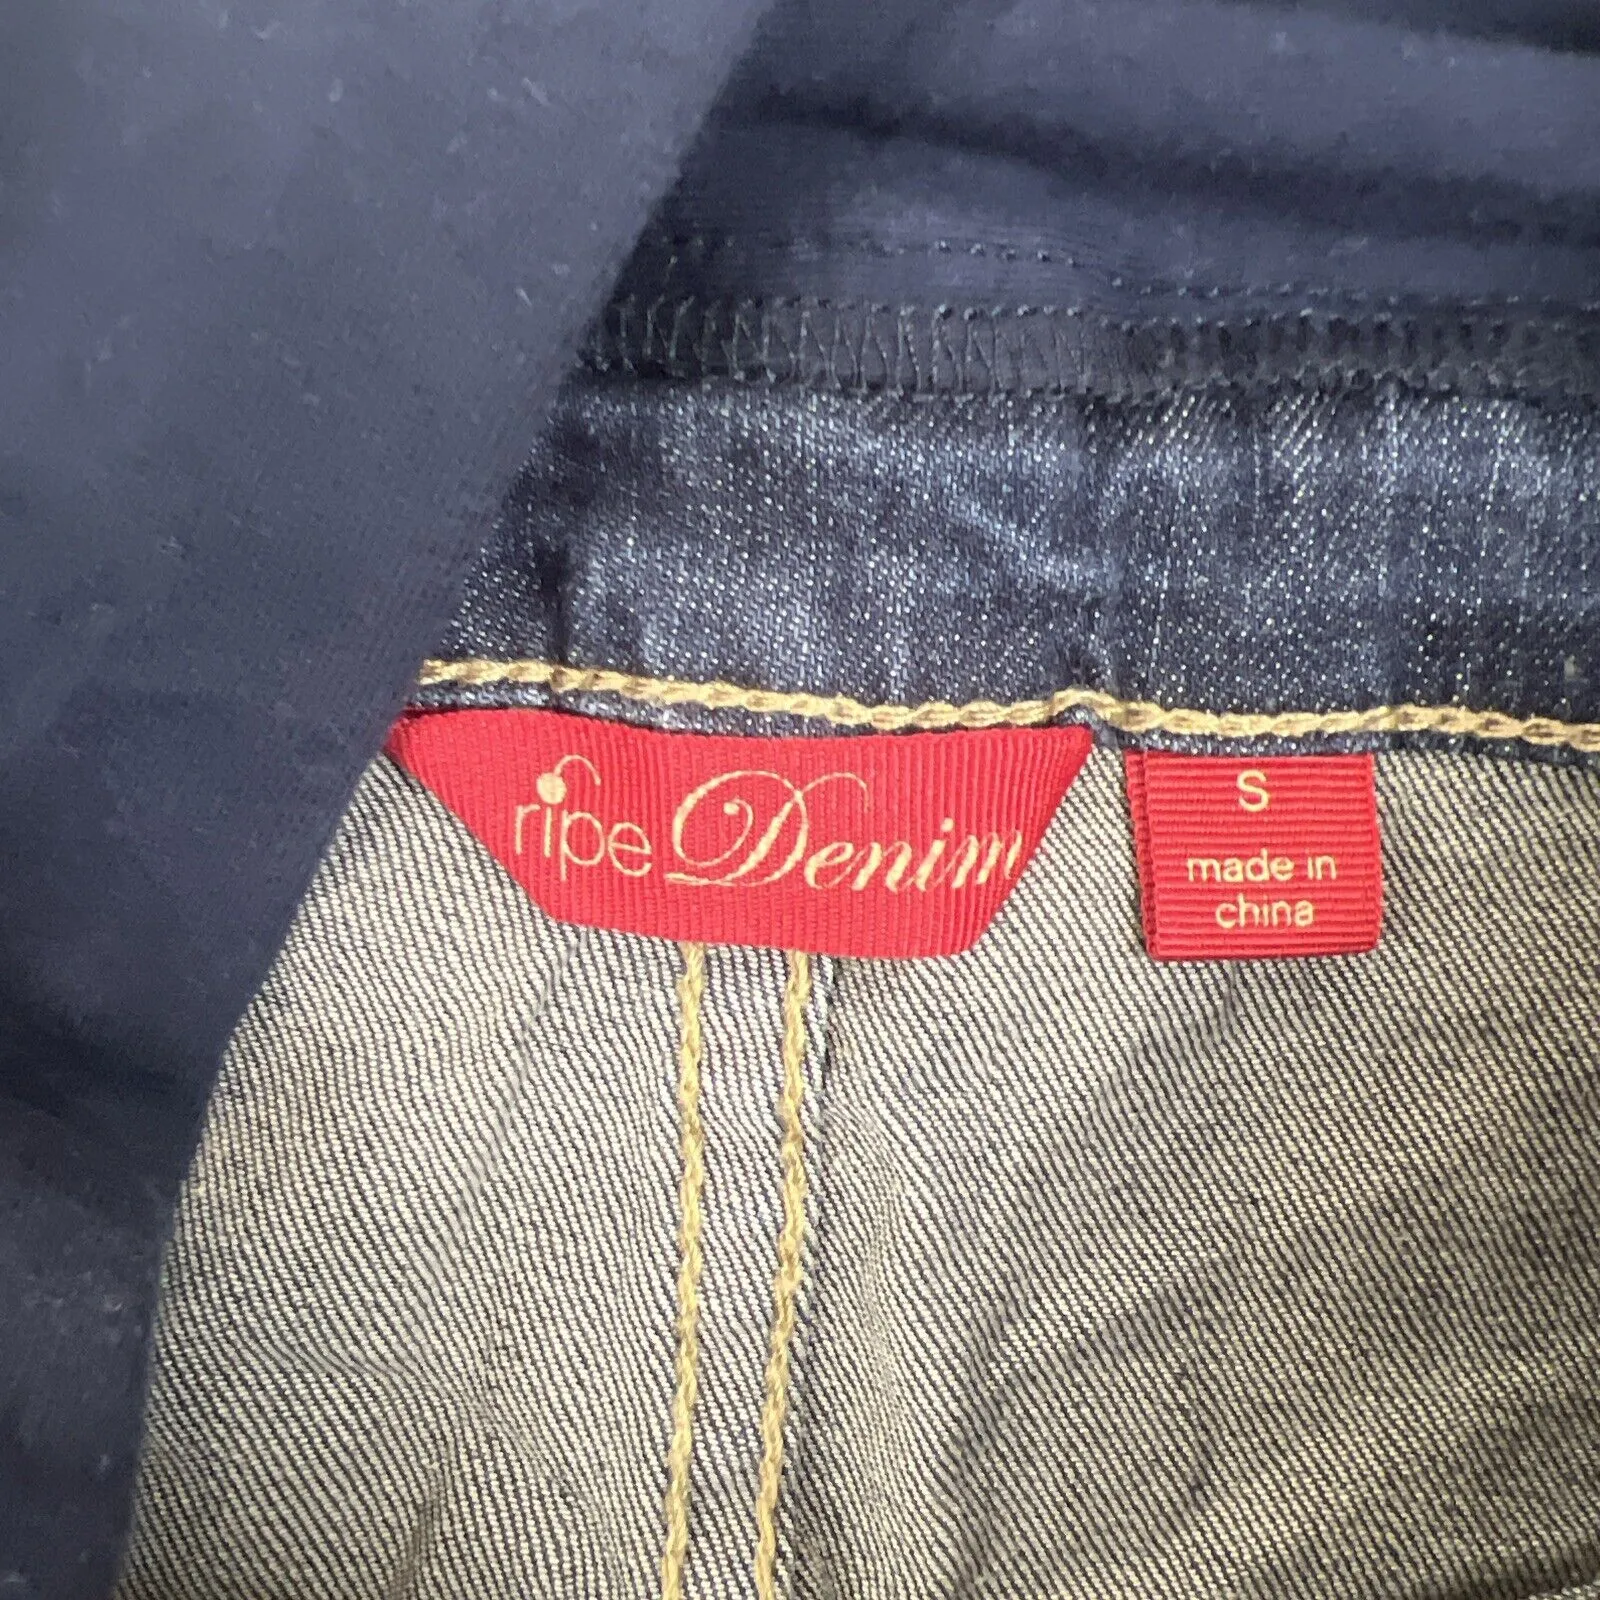 ripe Denim
S
made in
china